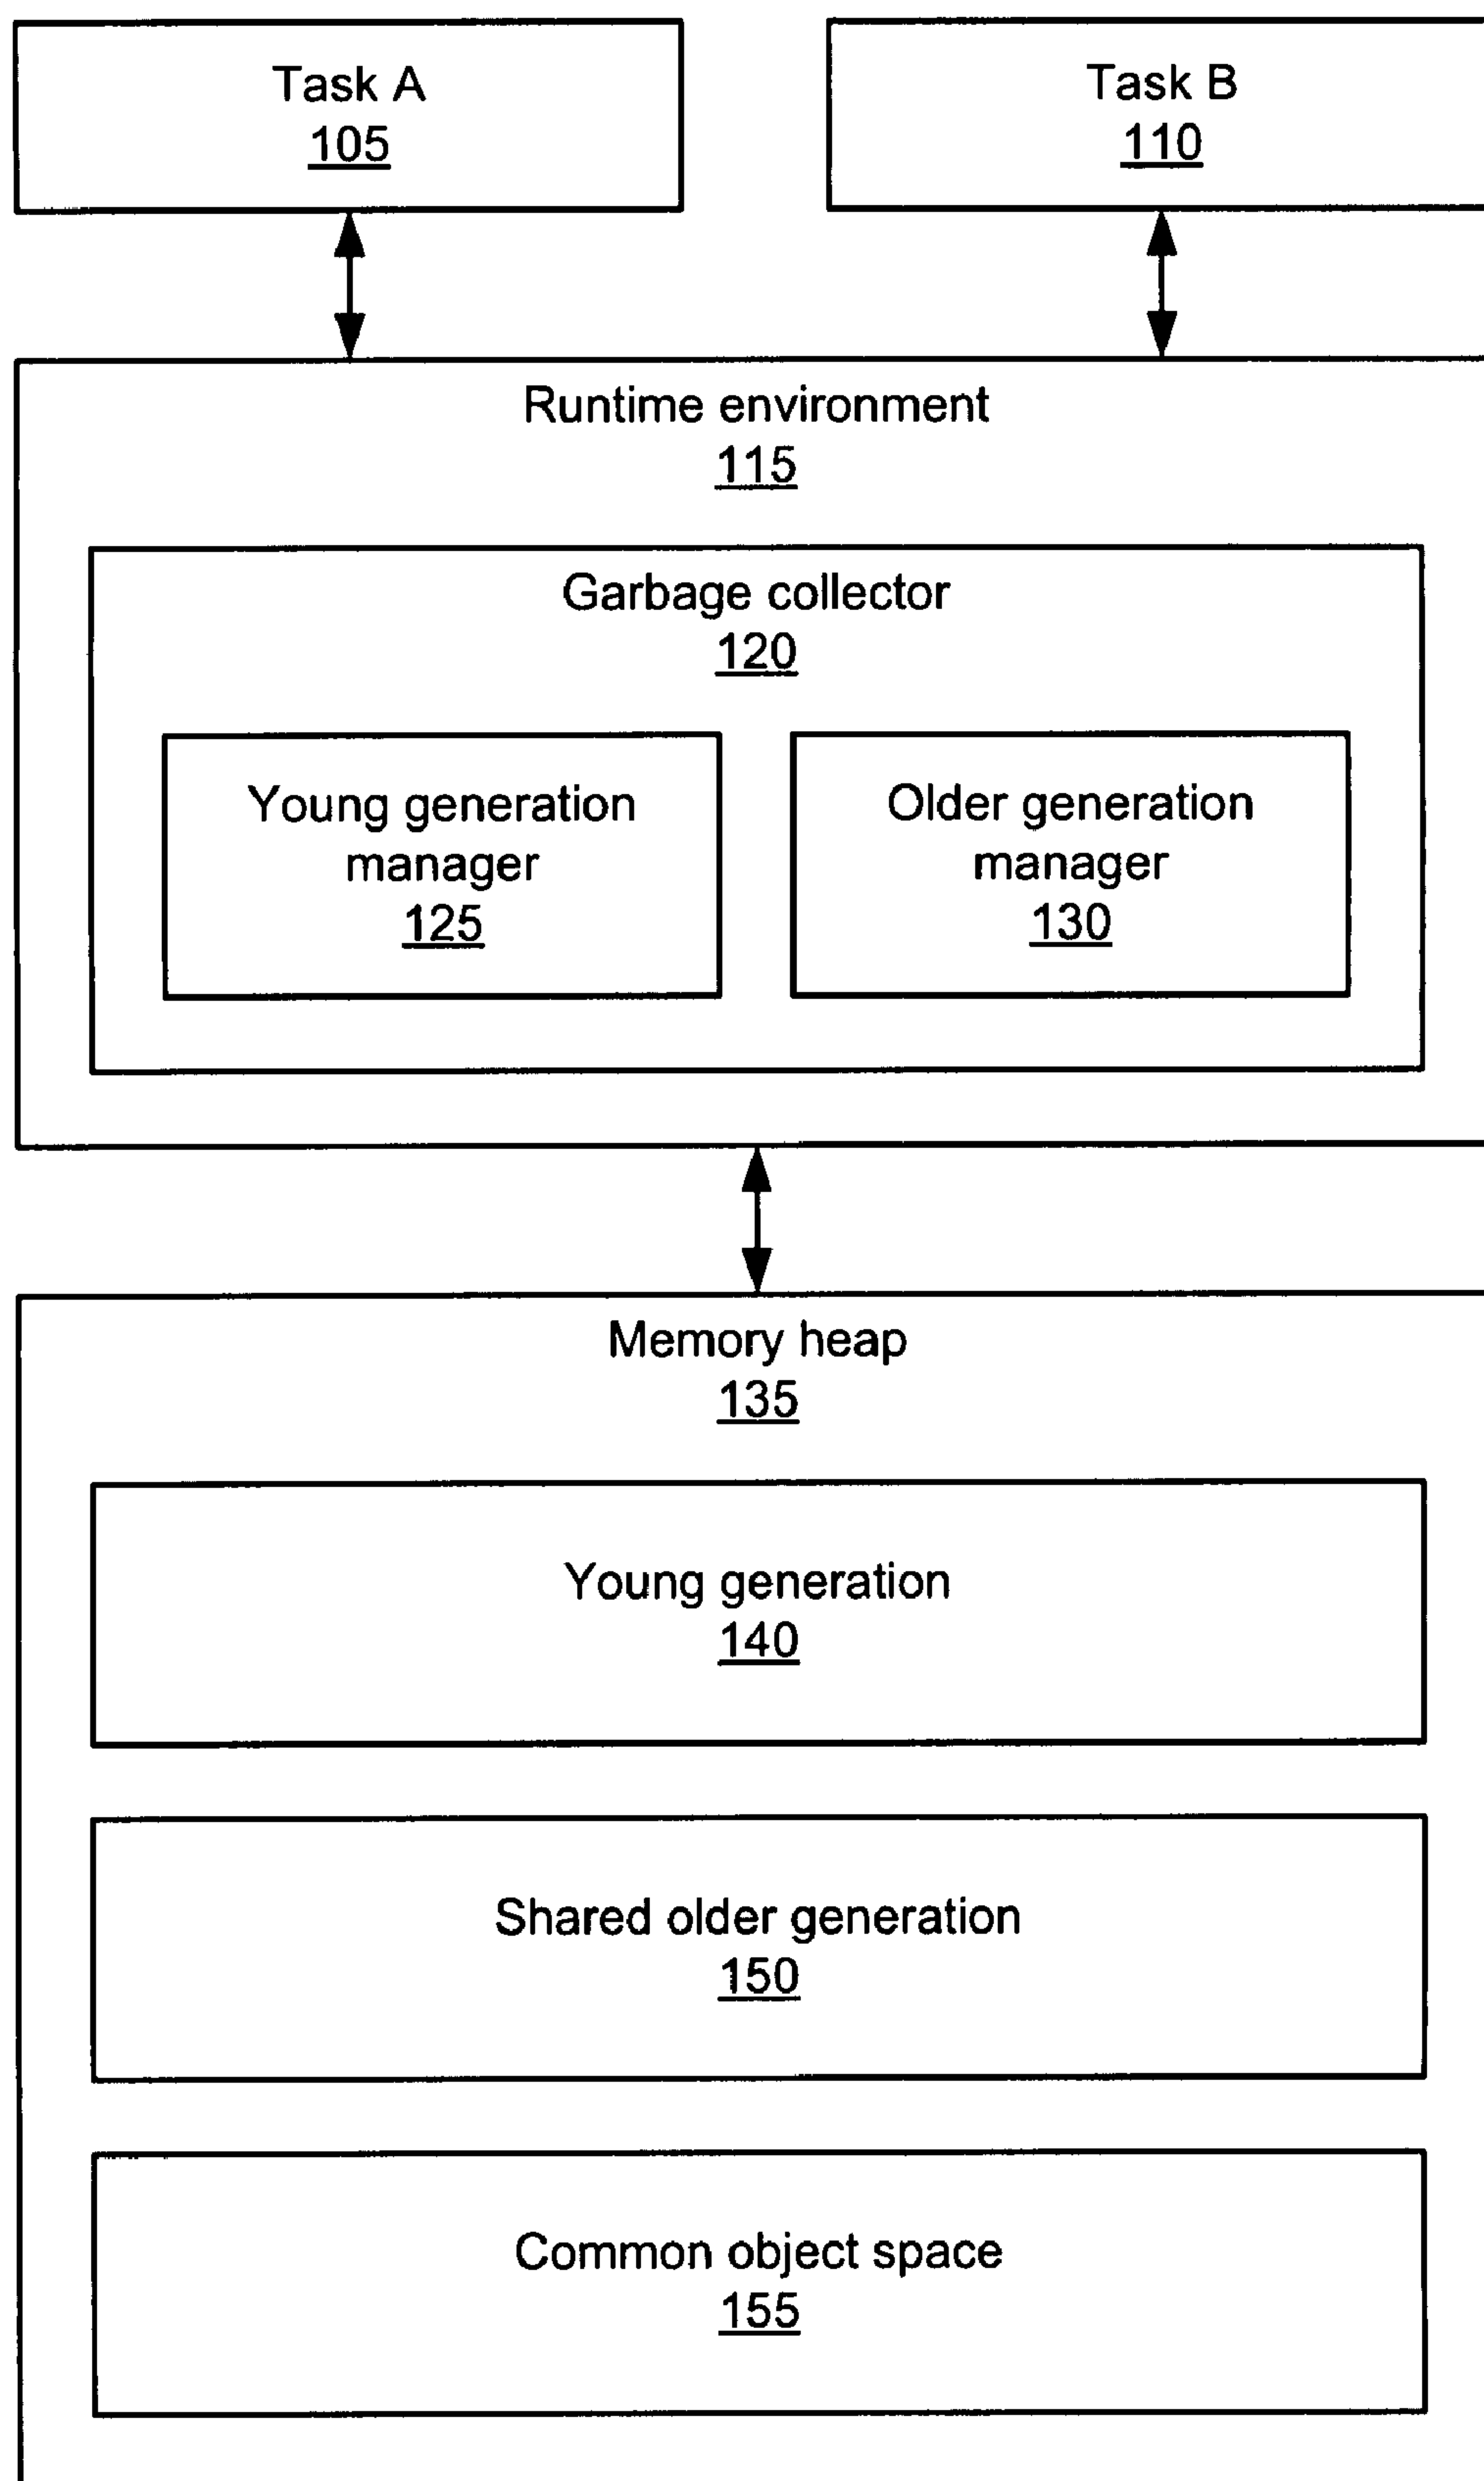 Task A
105
Task B
110
Runtime environment
115
Garbage collector
120
Young generation
manager
125
Older generation
manager
130
Memory heap
135
Young generation
140
Shared older generation
150
Common object space
155